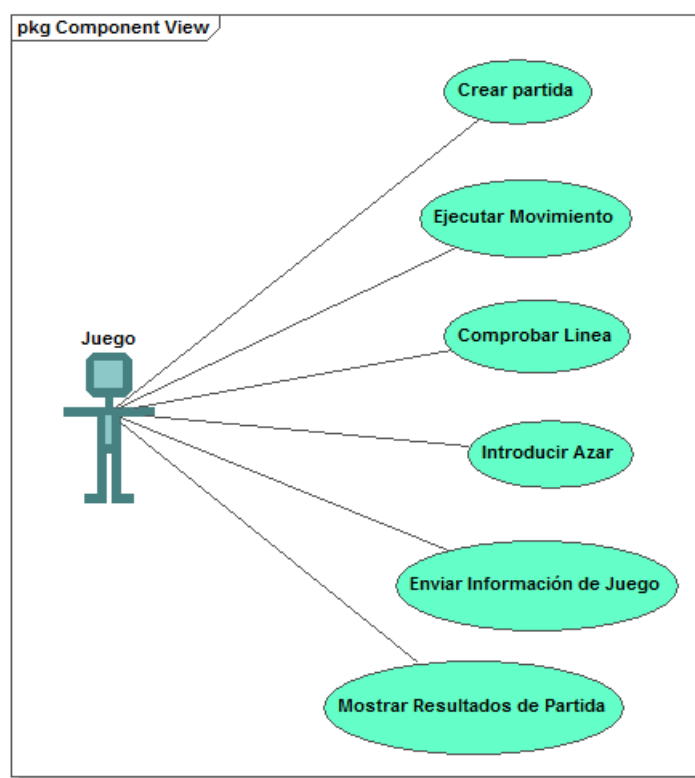 pkg Component View
Crear partida
Ejecutar Movimiento
Comprobar Linea
Juego
Introducir Azar
Enviar Información de Juego
Mostrar Resultados de Partida